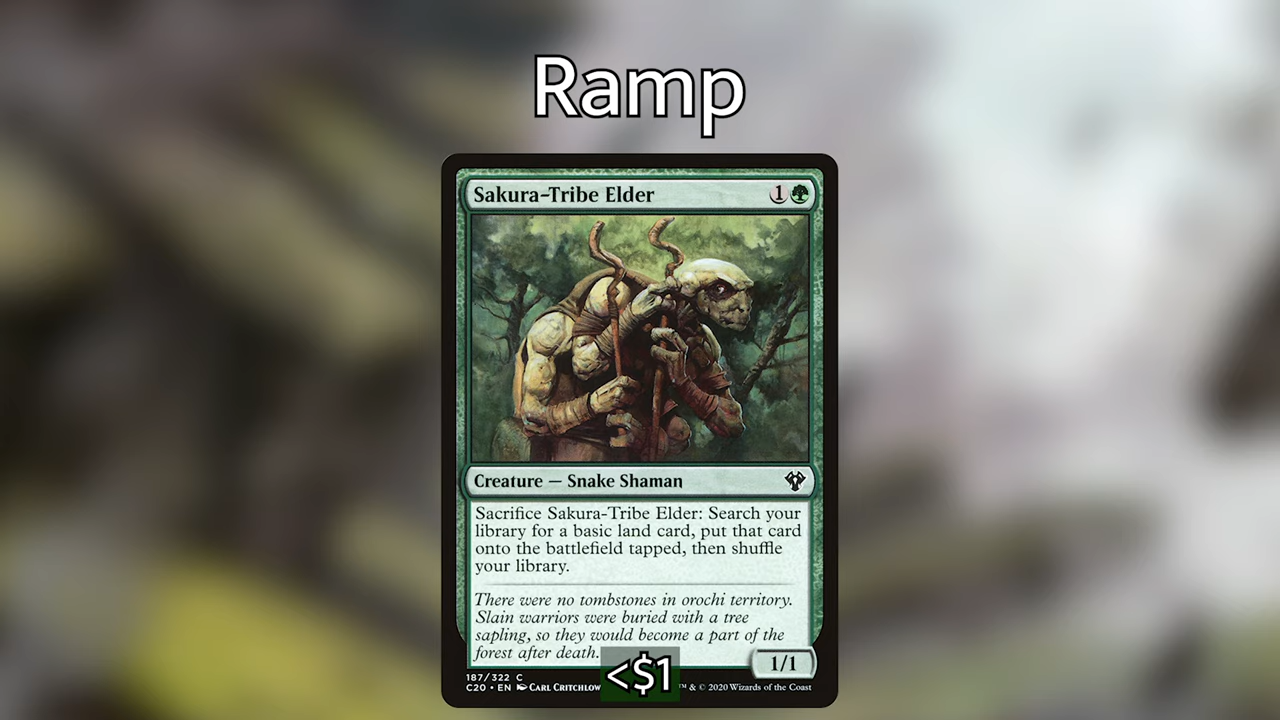 Ramp
Sakura-Tribe Elder 1
Creature — Snake Shaman
Sacrifice Sakura-Tribe Elder: Search your
library for a basic land card, put that card
onto the battlefield tapped, then shuffle
your library.
There were no tombstones in orochi territory.
Slain warriors were buried with a tree
sapling, so they would become a part of the
forest after death.
<$1
1/1
187/322 C
C20 • EN CARL CRITCHLOW ™ & © 2020 Wizards of the Coast